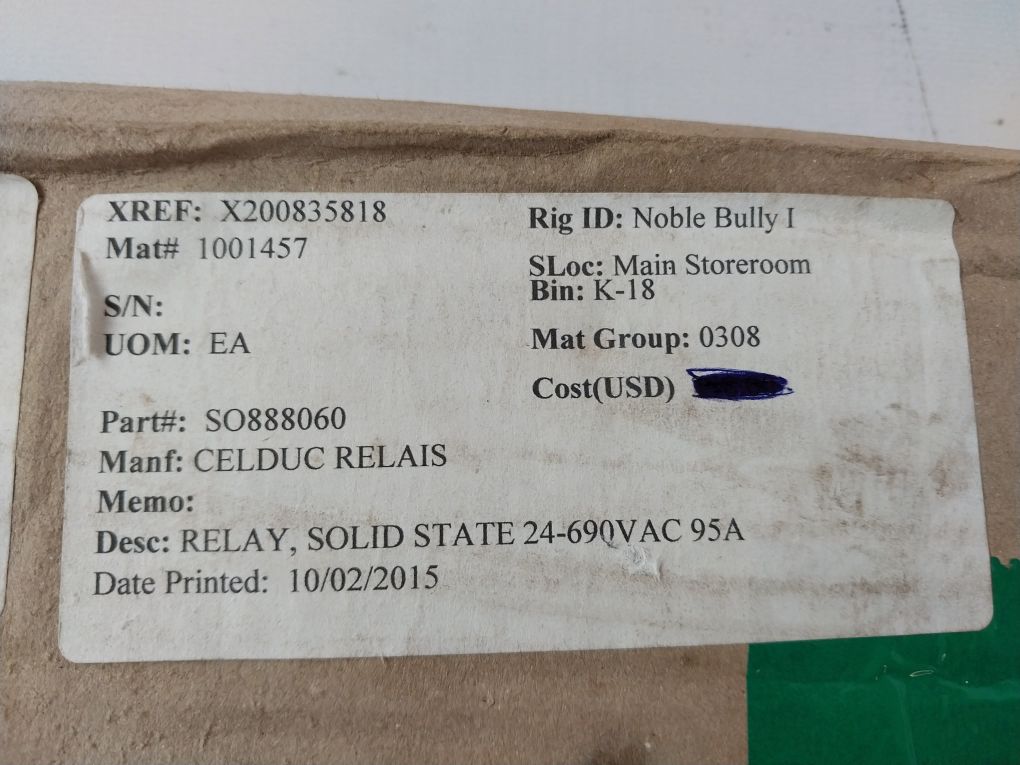 XREF: X200835818
Mat# 1001457
S/N:
UOM: EA
Rig ID: Noble Bully I
SLoc: Main Storeroom
Bin: K-18
Mat Group: 0308
Cost(USD)
Part#: SO888060
Manf: CELDUC RELAIS
Memo:
Desc: RELAY, SOLID STATE 24-690VAC 95A
Date Printed: 10/02/2015